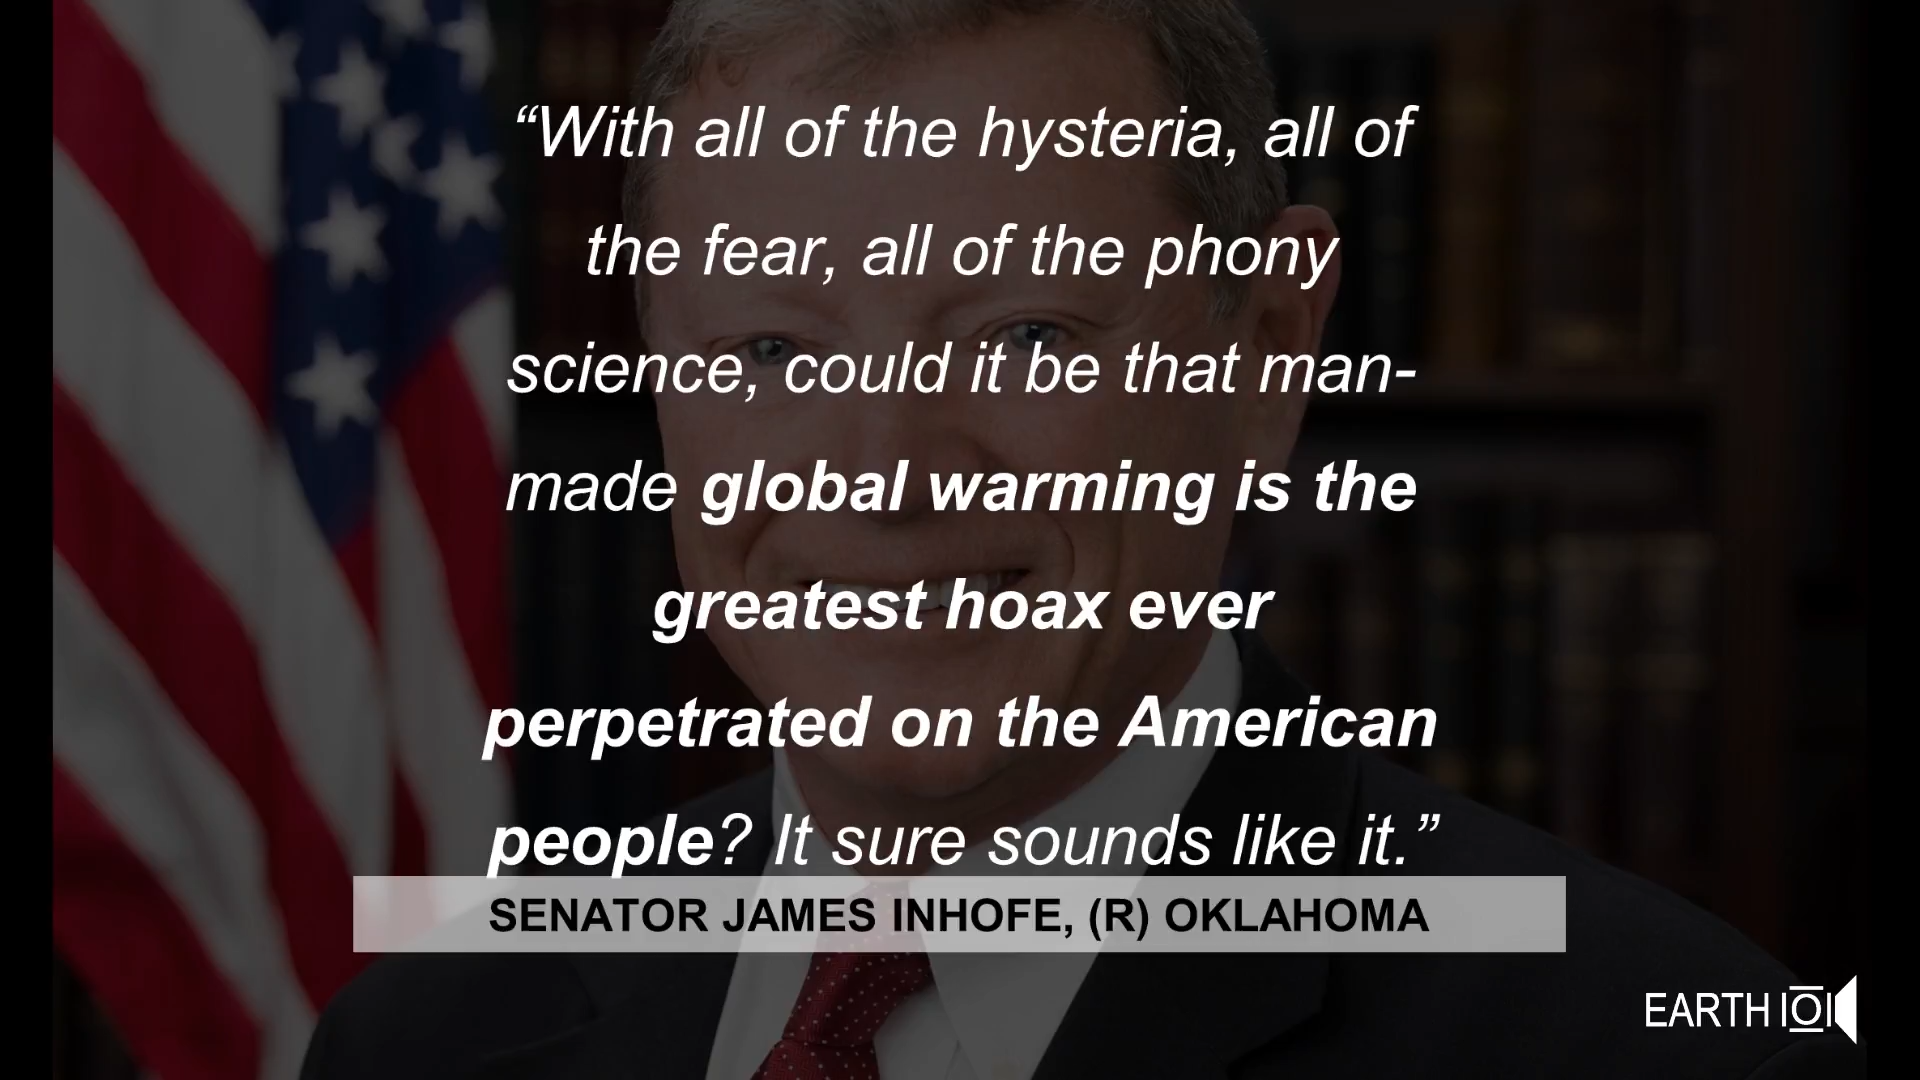 “With all of the hysteria, all of
the fear, all of the phony
science, could it be that man-
made global warming is the
greatest hoax ever
perpetrated on the American
people? It sure sounds like it.”
SENATOR JAMES INHOFE, (R) OKLAHOMA
EARTH 101